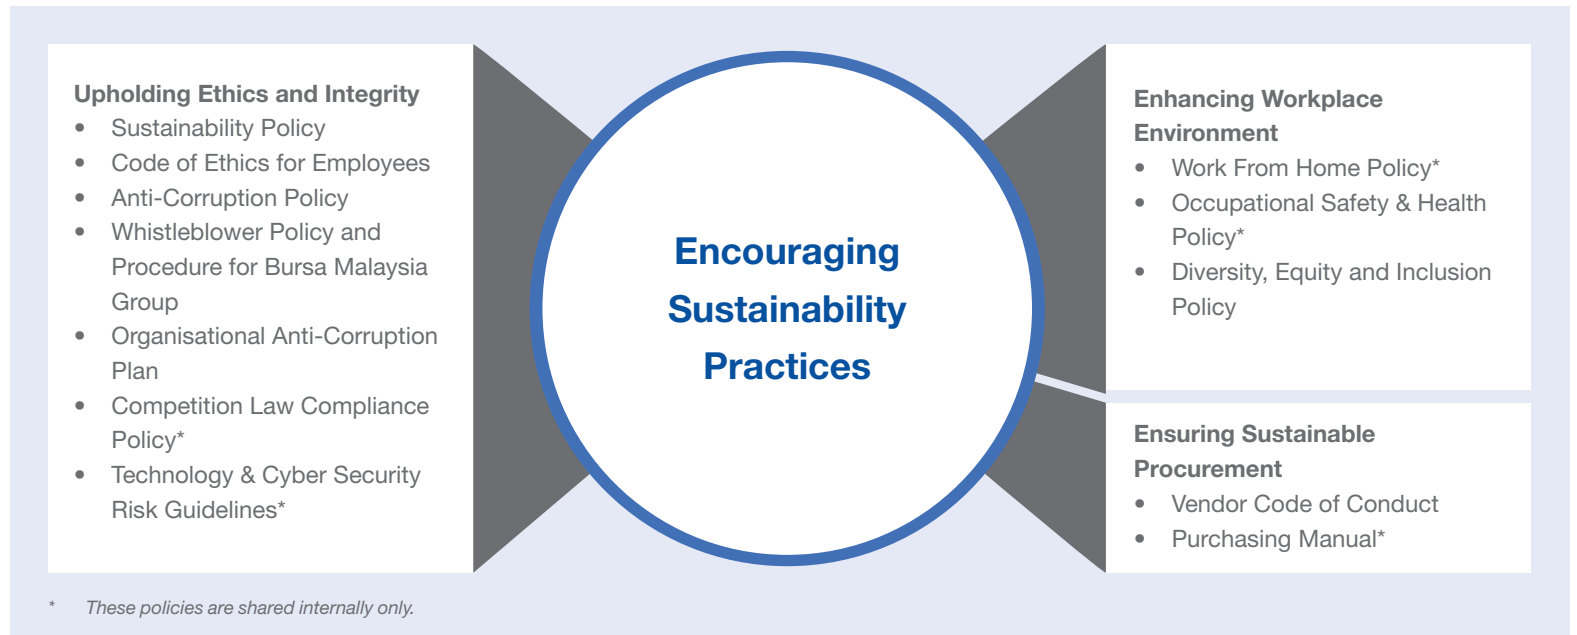 Upholding Ethics and Integrity
• Sustainability Policy
• Code of Ethics for Employees
• Anti-Corruption Policy
• Whistleblower Policy and
Procedure for Bursa Malaysia
Group
• Organisational Anti-Corruption
Plan
• Competition Law Compliance
Policy*
• Technology & Cyber Security
Risk Guidelines*
Encouraging
Sustainability
Practices
Enhancing Workplace
Environment
• Work From Home Policy*
• Occupational Safety & Health
Policy*
• Diversity, Equity and Inclusion
Policy
Ensuring Sustainable
Procurement
• Vendor Code of Conduct
• Purchasing Manual*
* These policies are shared internally only.